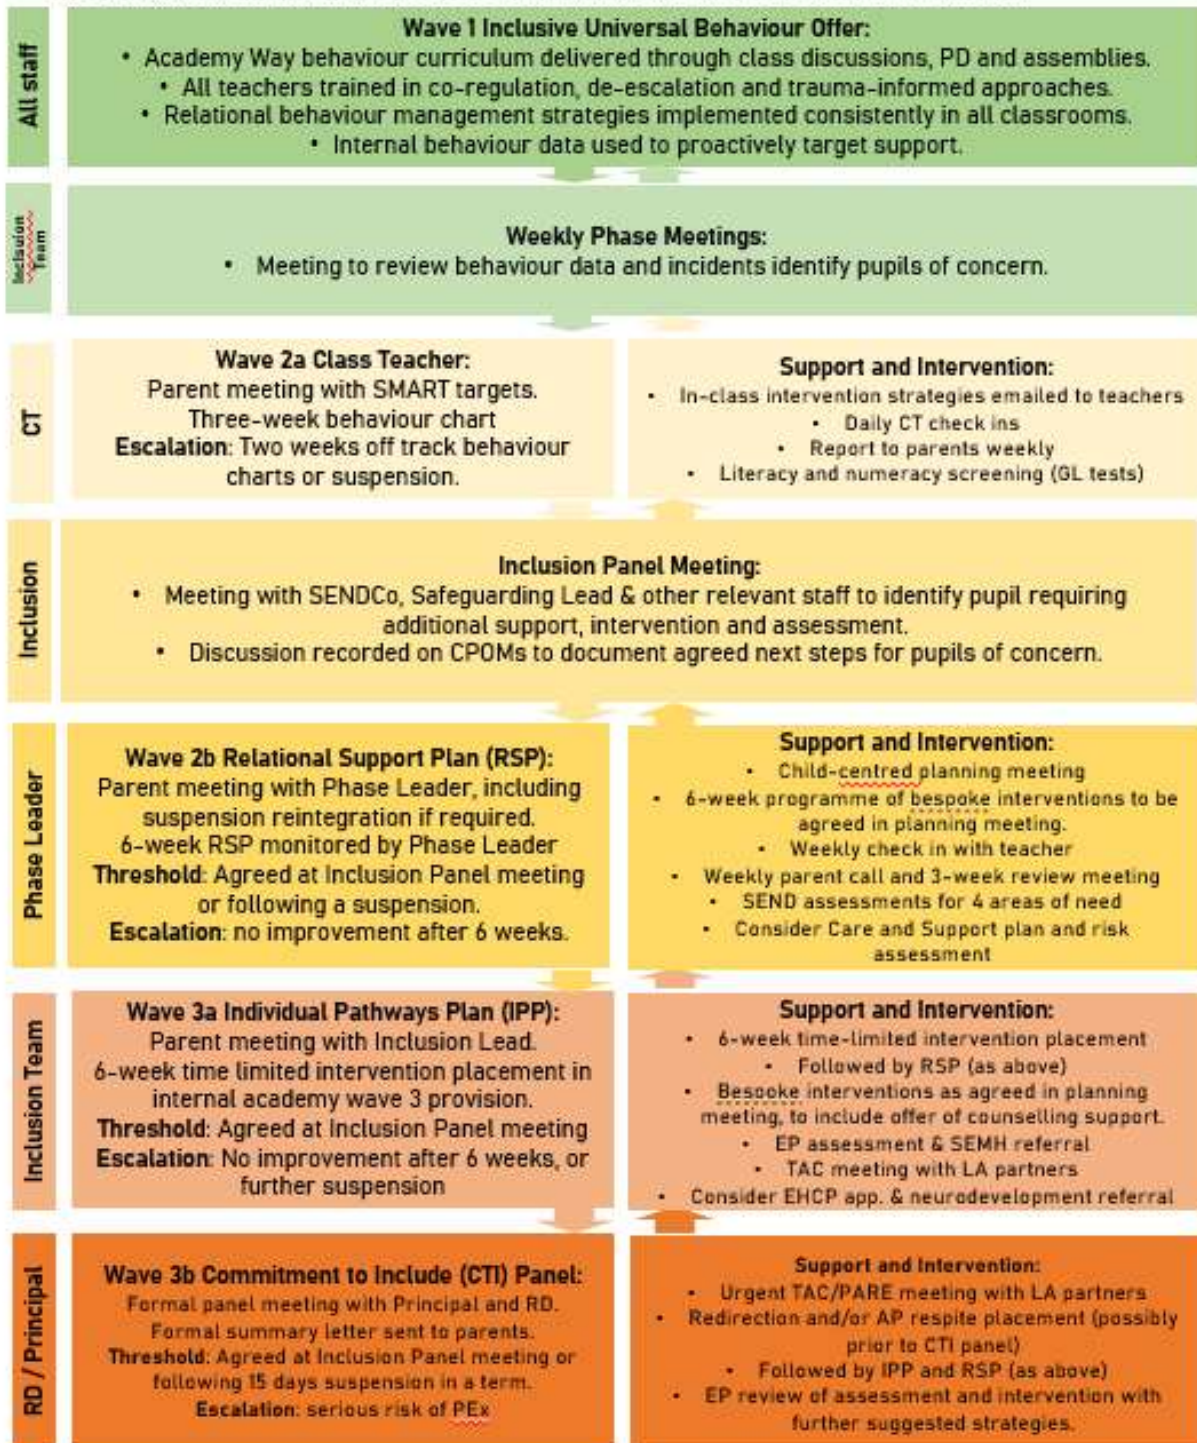 All staff
Wave 1 Inclusive Universal Behaviour Offer:
• Academy Way behaviour curriculum delivered through class discussions, PD and assemblies.
• All teachers trained in co-regulation, de-escalation and trauma-informed approaches.
• Relational behaviour management strategies implemented consistently in all classrooms.
• Internal behaviour data used to proactively target support.
Inclsuion
Team
Weekly Phase Meetings:
• Meeting to review behaviour data and incidents identify pupils of concern.
CT
Wave 2a Class Teacher:
Parent meeting with SMART targets.
Three-week behaviour chart
Escalation: Two weeks off track behaviour
charts or suspension.
Support and Intervention:
• In-class intervention strategies emailed to teachers
• Daily CT check ins
• Report to parents weekly
• Literacy and numeracy screening (GL tests)
Inclusion
Inclusion Panel Meeting:
• Meeting with SENDCo, Safeguarding Lead & other relevant staff to identify pupil requiring
additional support, intervention and assessment.
• Discussion recorded on CPOMs to document agreed next steps for pupils of concern.
Phase Leader
Wave 2b Relational Support Plan (RSP):
Parent meeting with Phase Leader, including
suspension reintegration if required.
6-week RSP monitored by Phase Leader
Threshold: Agreed at Inclusion Panel meeting
or following a suspension.
Escalation: no improvement after 6 weeks.
Support and Intervention:
• Child-centred planning meeting
• 6-week programme of bespoke interventions to be
agreed in planning meeting.
• Weekly check in with teacher
• Weekly parent call and 3-week review meeting
• SEND assessments for 4 areas of need
• Consider Care and Support plan and risk
assessment
Inclusion Team
Wave 3a Individual Pathways Plan (IPP):
Parent meeting with Inclusion Lead.
6-week time limited intervention placement in
internal academy wave 3 provision.
Threshold: Agreed at Inclusion Panel meeting
Escalation: No improvement after 6 weeks, or
further suspension
Support and Intervention:
• 6-week time-limited intervention placement
• Followed by RSP (as above)
• Bespoke interventions as agreed in planning
meeting, to include offer of counselling support.
• EP assessment & SEMH referral
• TAC meeting with LA partners
• Consider EHCP app. & neurodevelopment referral
RD / Principal
Wave 3b Commitment to Include (CTI) Panel:
Formal panel meeting with Principal and RD.
Formal summary letter sent to parents.
Threshold: Agreed at Inclusion Panel meeting or
following 15 days suspension in a term.
Escalation: serious risk of PEx
Support and Intervention:
• Urgent TAC/PARE meeting with LA partners
• Redirection and/or AP respite placement (possibly
prior to CTI panel)
• Followed by IPP and RSP (as above)
• EP review of assessment and intervention with
further suggested strategies.